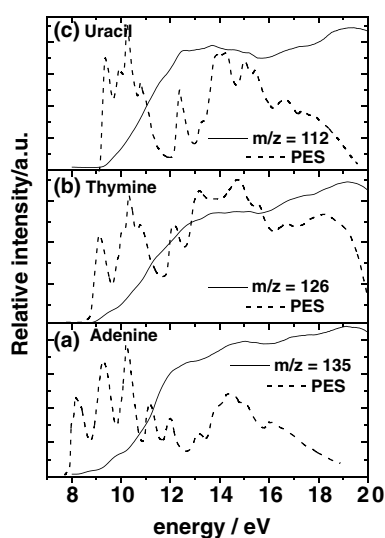 (c) Uracil
m/z = 112
PES
(b) Thymine
m/z = 126
PES
(a) Adenine
m/z = 135
PES
Relative intensity/a.u.
8 10 12 14 16 18 20
energy / eV